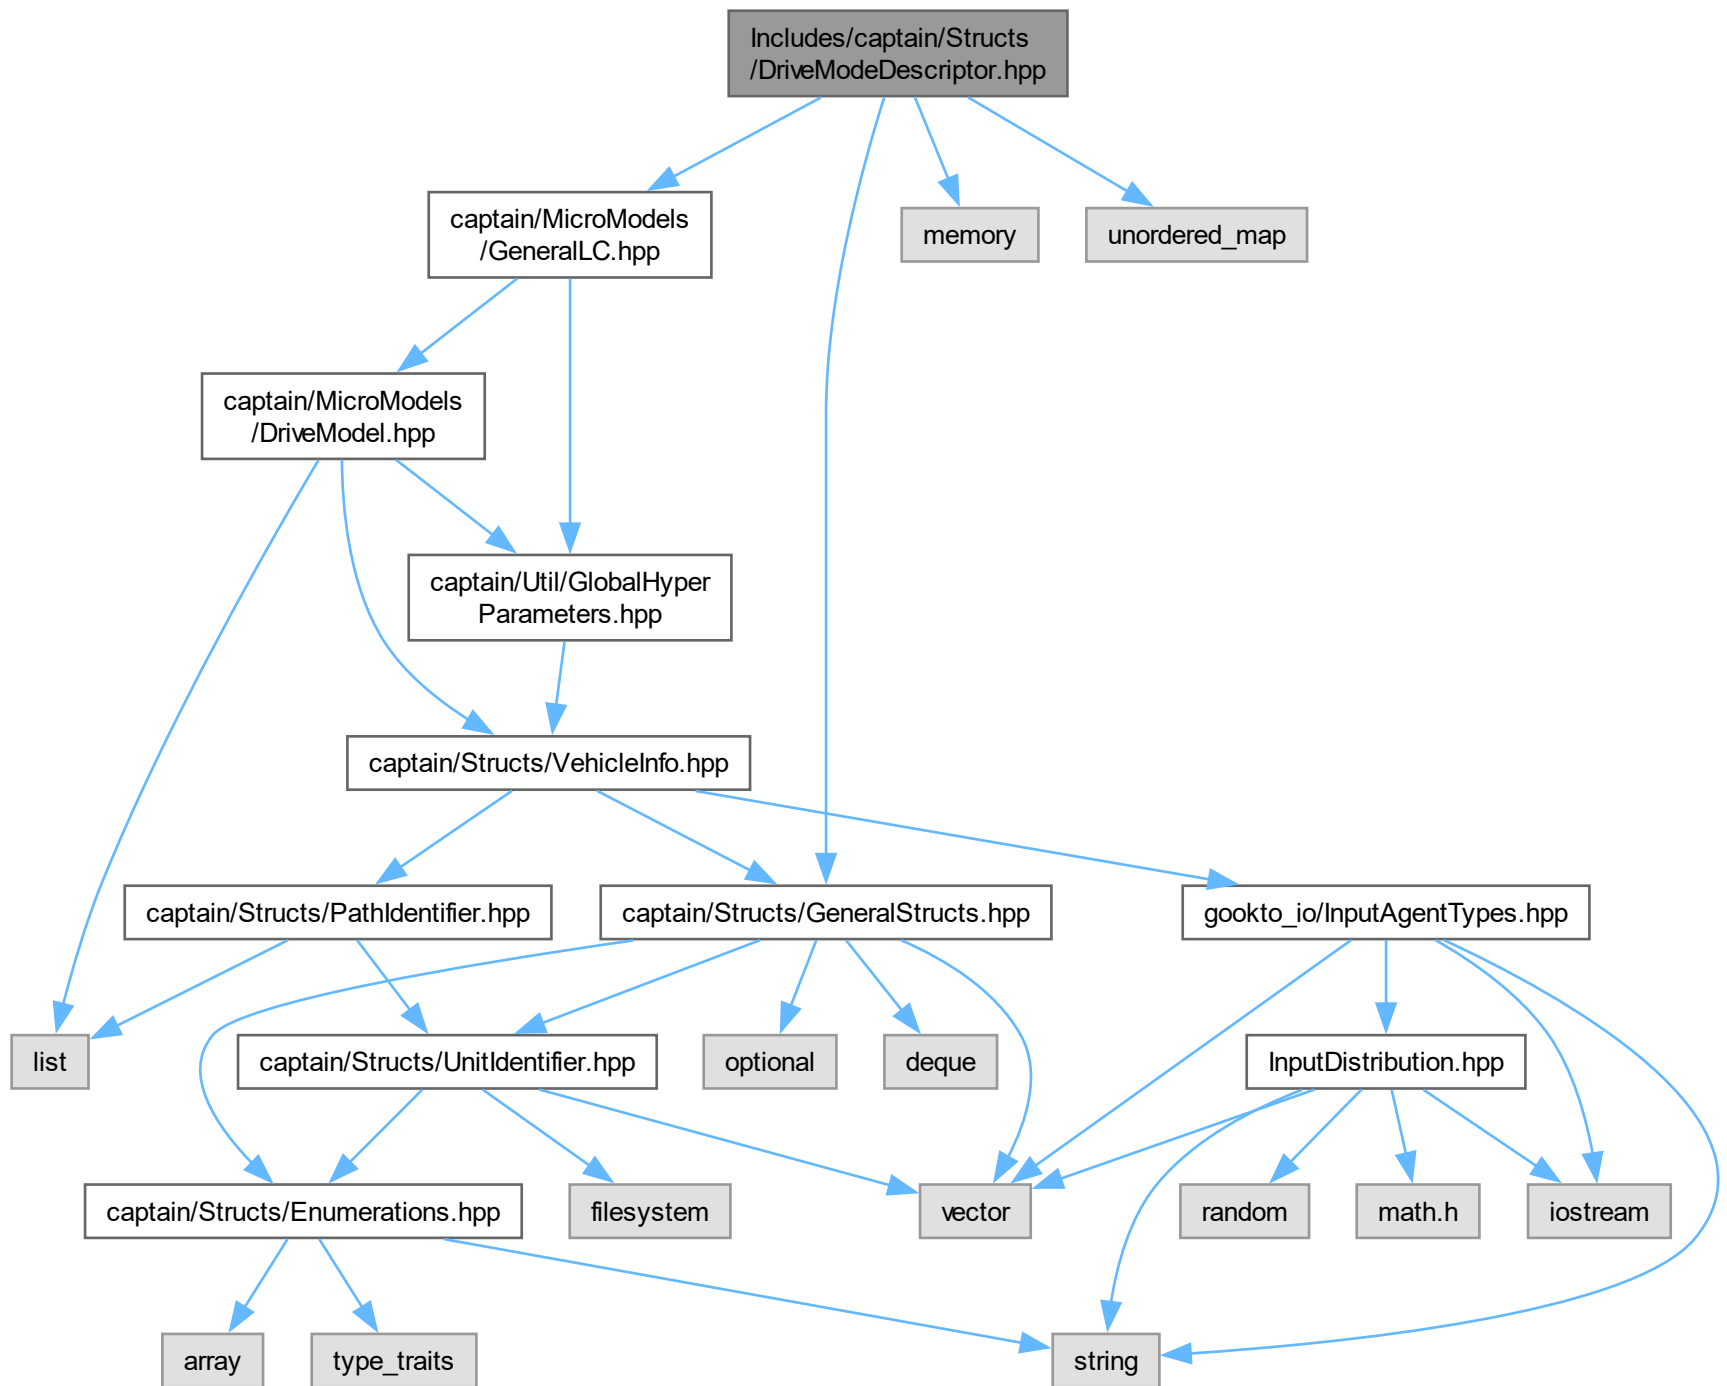 Includes/captain/Structs
/DriveModeDescriptor.hpp
captain/MicroModels
/GeneralLC.hpp
memory
unordered_map
captain/MicroModels
/DriveModel.hpp
captain/Util/GlobalHyper
Parameters.hpp
captain/Structs/VehicleInfo.hpp
captain/Structs/PathIdentifier.hpp
captain/Structs/GeneralStructs.hpp
gookto_io/InputAgentTypes.hpp
list
captain/Structs/UnitIdentifier.hpp
optional
deque
InputDistribution.hpp
captain/Structs/Enumerations.hpp
filesystem
vector
random
math.h
iostream
array
type_traits
string